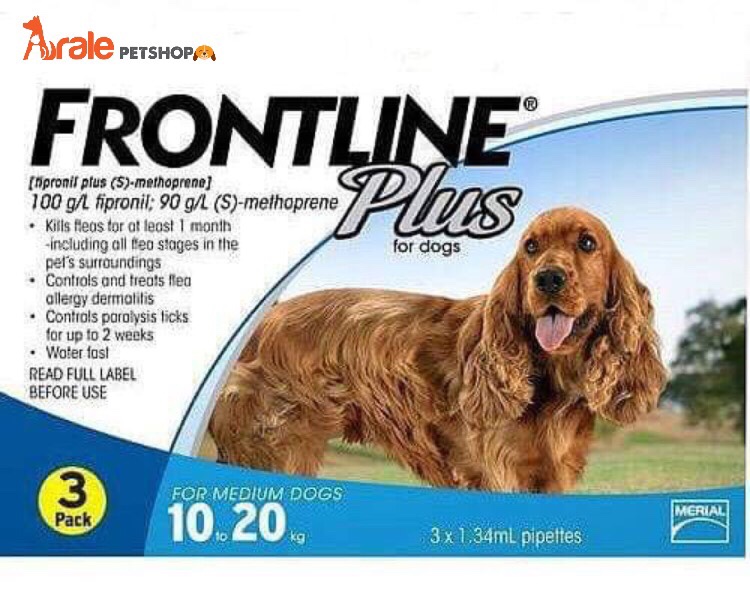 Arale PETSHOP
FRONTLINE®
Plus
for dogs
[fipronil plus (S)-methoprene]
100 g/L fipronil; 90 g/L (S)-methoprene
• Kills fleas for at least 1 month
-including all flea stages in the
pet's surroundings
• Controls and treats flea
allergy dermatitis
• Controls paralysis ticks
for up to 2 weeks
• Water fast
READ FULL LABEL
BEFORE USE
3
Pack
FOR MEDIUM DOGS
10 to 20 kg
3 x 1.34mL pipettes
MERIAL